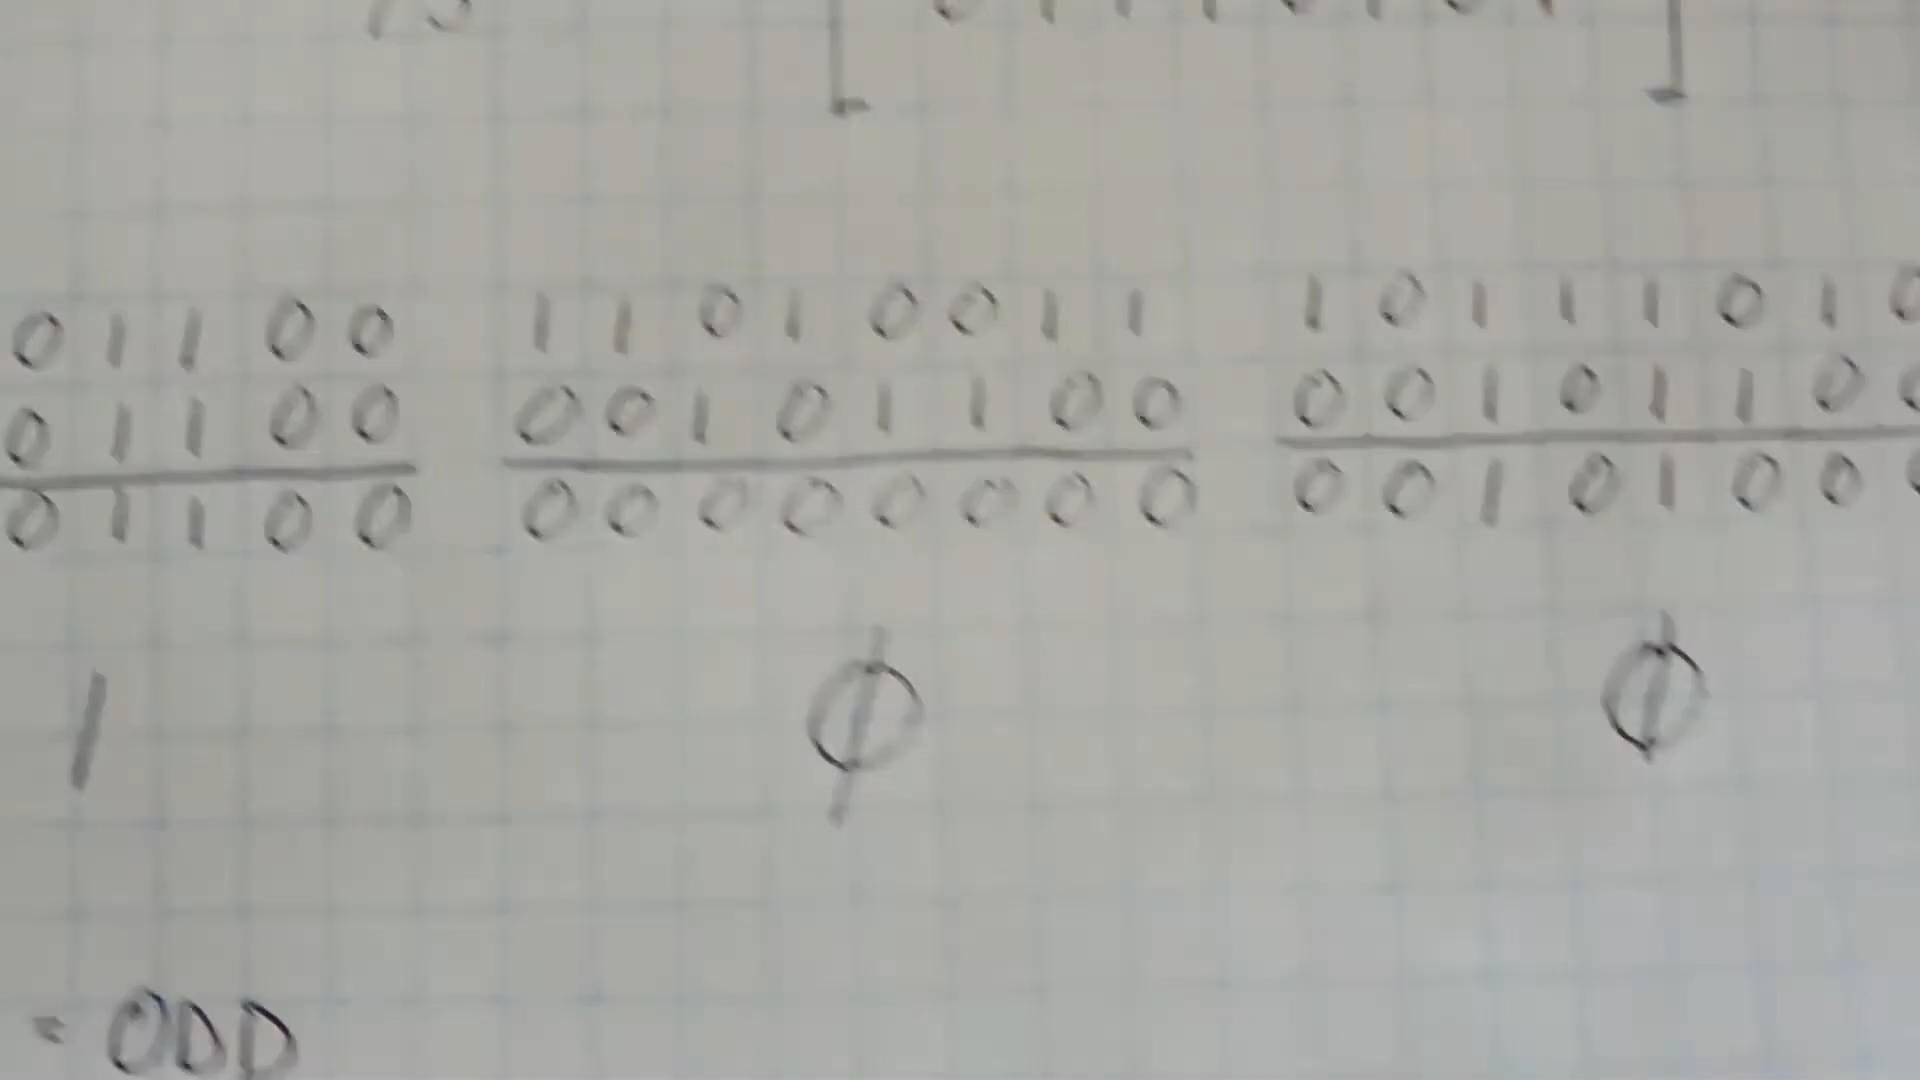 0 1 1 0 0 1 1 0 1 0 0 1 1 1 0 1 1 1 0 1 0
0 1 1 0 0 0 0 1 0 1 1 0 0 0 0 1 0 1 1 0 0
0 1 1 0 0 0 0 0 0 0 0 0 0 0 0 1 0 1 0 0 0
1 Ø Ø
= ODD